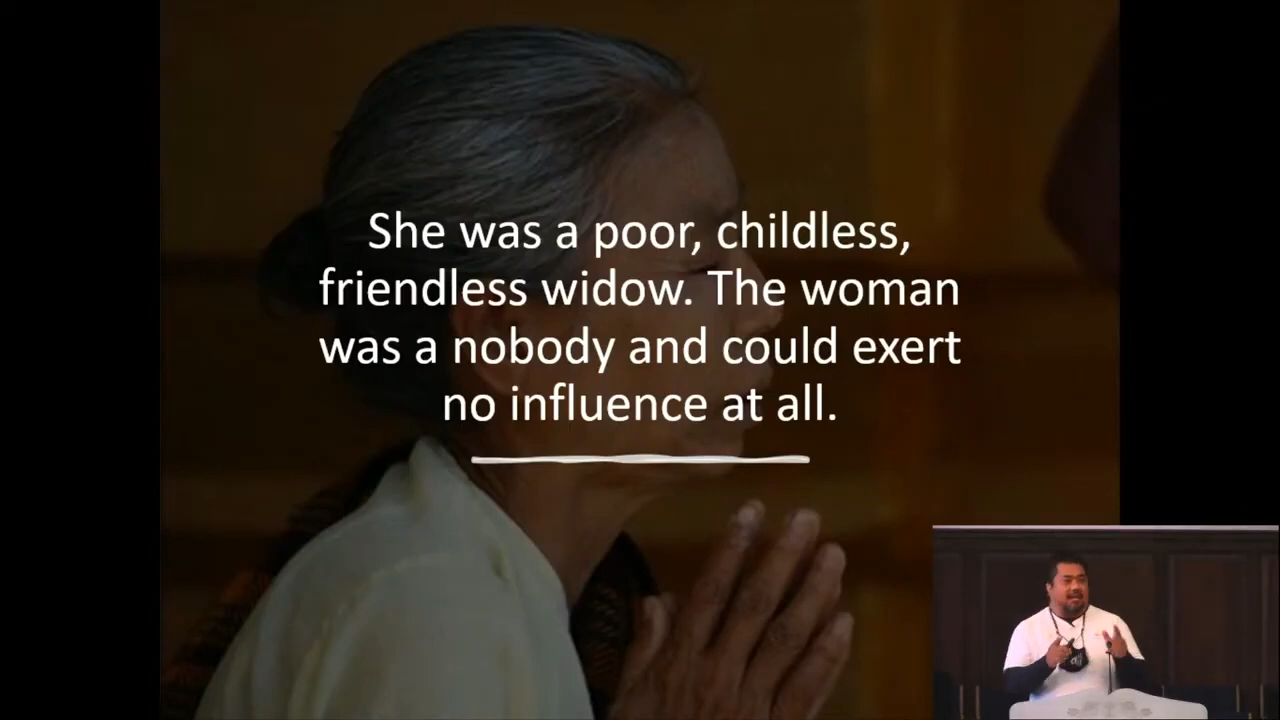 She was a poor, childless,
friendless widow. The woman
was a nobody and could exert
no influence at all.